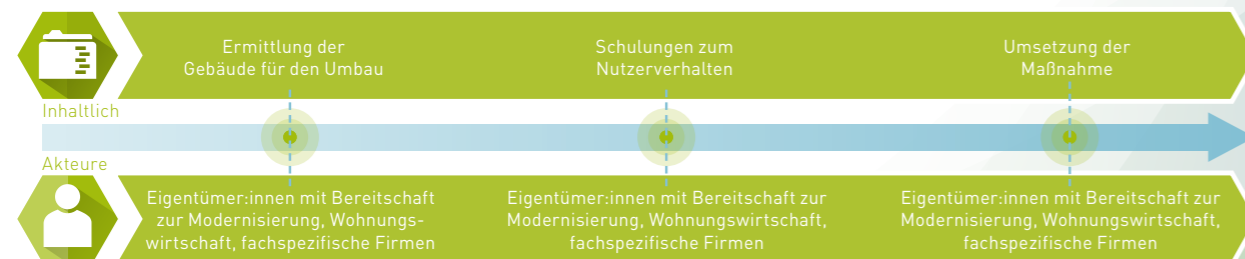 Ermittlung der
Gebäude für den Umbau
Schulungen zum
Nutzerverhalten
Umsetzung der
Maßnahme
Inhaltlich
Akteure
Eigentümer:innen mit Bereitschaft
zur Modernisierung, Wohnungs-
wirtschaft, fachspezifische Firmen
Eigentümer:innen mit Bereitschaft zur
Modernisierung, Wohnungswirtschaft,
fachspezifische Firmen
Eigentümer:innen mit Bereitschaft zur
Modernisierung, Wohnungswirtschaft,
fachspezifische Firmen